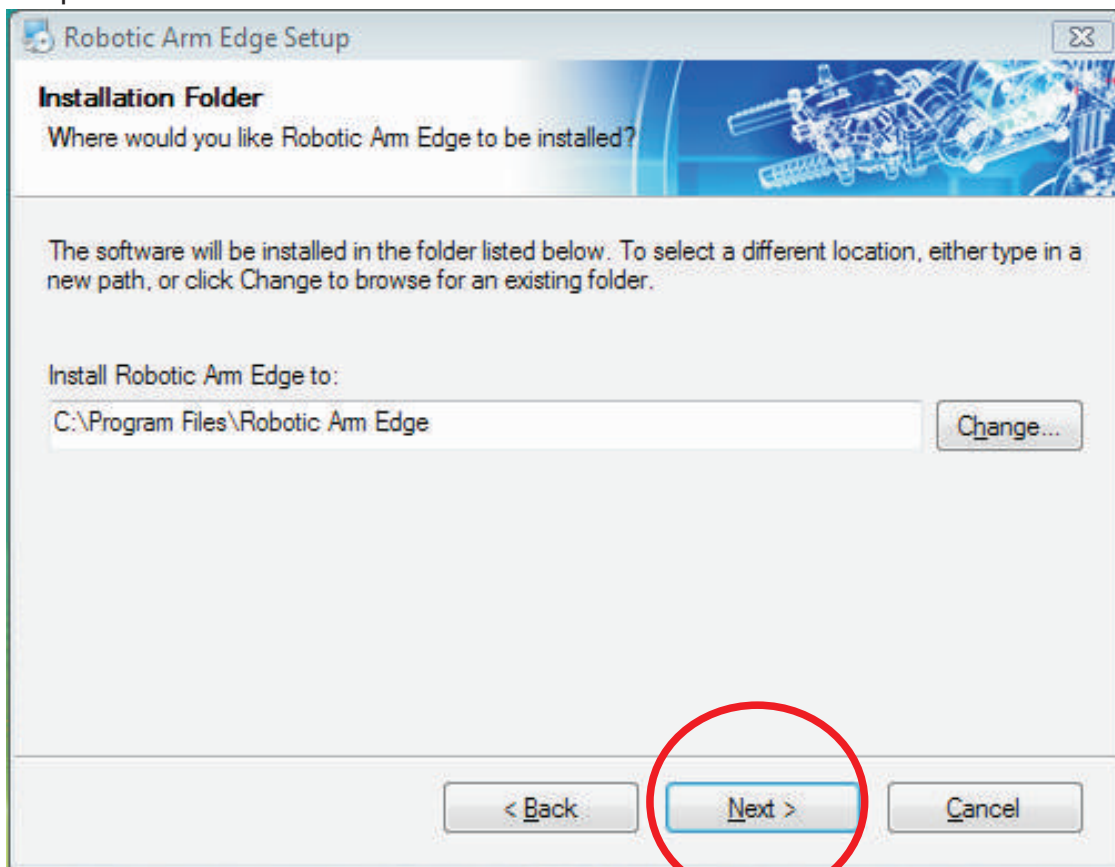 Robotic Arm Edge Setup
Installation Folder
Where would you like Robotic Arm Edge to be installed?
The software will be installed in the folder listed below. To select a different location, either type in a
new path, or click Change to browse for an existing folder.
Install Robotic Arm Edge to:
C:\Program Files\Robotic Arm Edge
Change...
< Back
Next >
Cancel